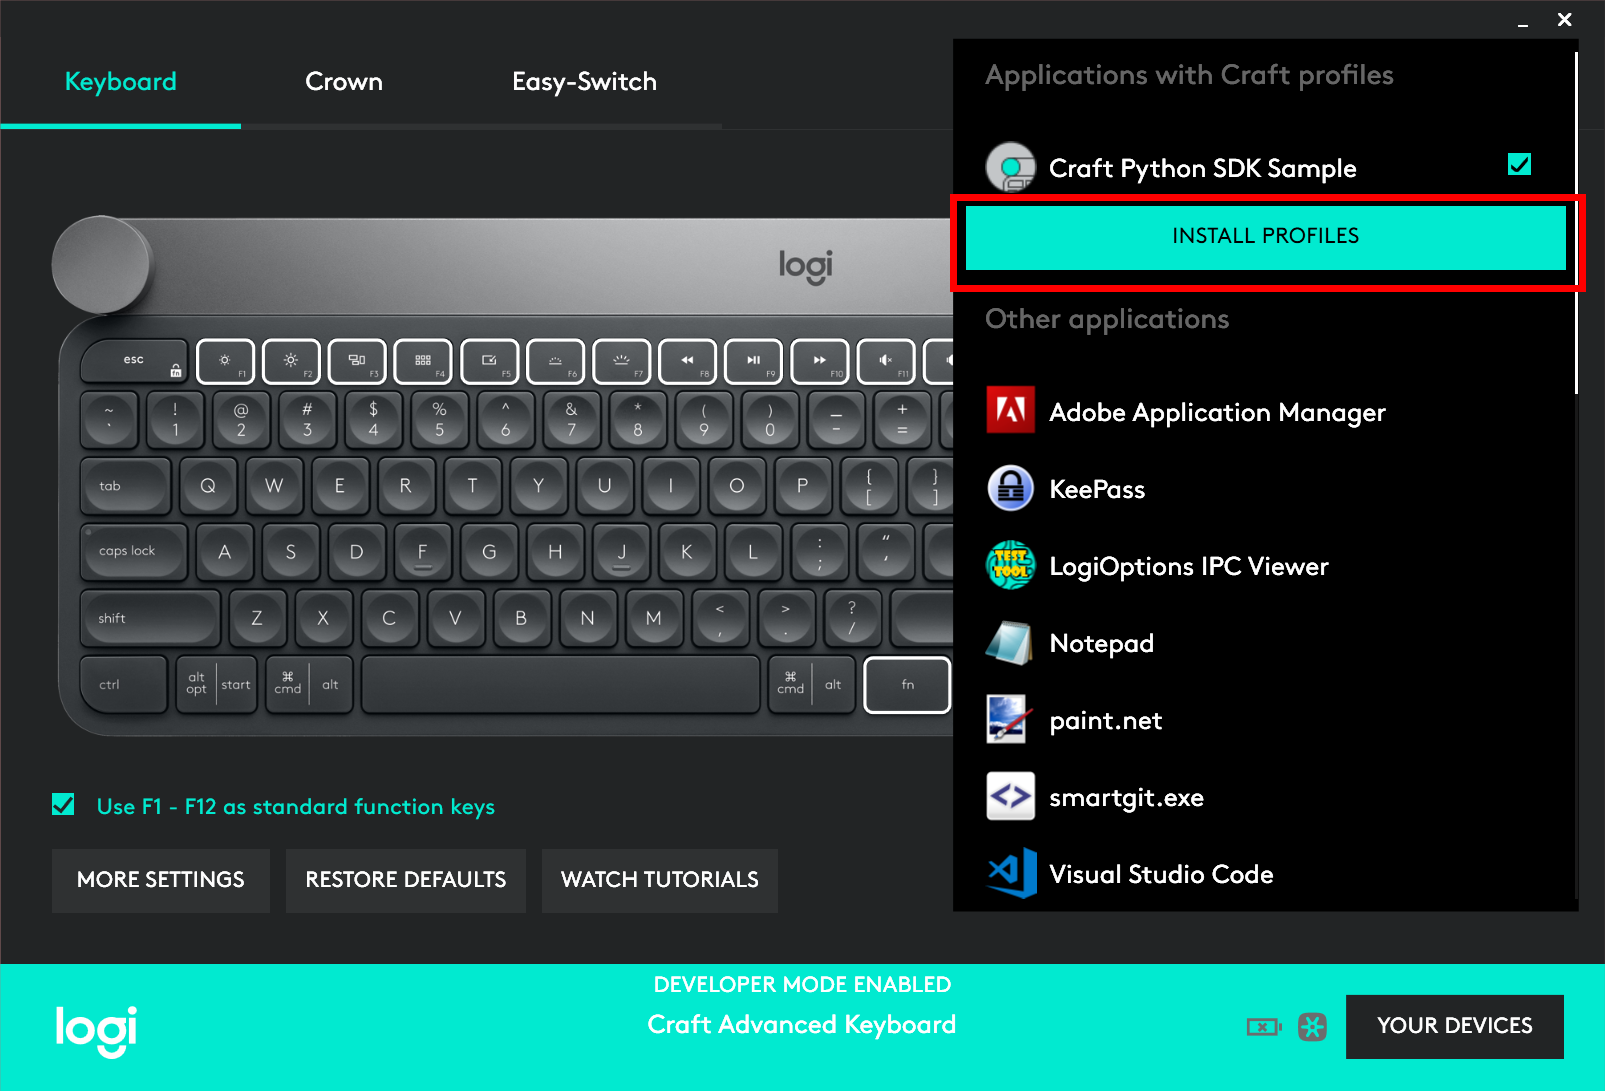 Keyboard
Crown
Easy-Switch
Applications with Craft profiles
Craft Python SDK Sample
INSTALL PROFILES
Other applications
Adobe Application Manager
KeePass
TEST TOOL
LogiOptions IPC Viewer
Notepad
paint.net
smartgit.exe
Visual Studio Code
logi
esc
F1 F2 F3 F4 F5 F6 F7 F8 F9 F10 F11
~ ! @ # $ % ^ & * ( ) _ +
` 1 2 3 4 5 6 7 8 9 0 - =
tab Q W E R T Y U I O P { [ } ]
caps lock A S D F G H J K L : ; “ ‘
shift Z X C V B N M < , > . ? /
ctrl alt opt start ⌘ cmd alt ⌘ cmd alt fn
Use F1 - F12 as standard function keys
MORE SETTINGS
RESTORE DEFAULTS
WATCH TUTORIALS
DEVELOPER MODE ENABLED
logi
Craft Advanced Keyboard
YOUR DEVICES